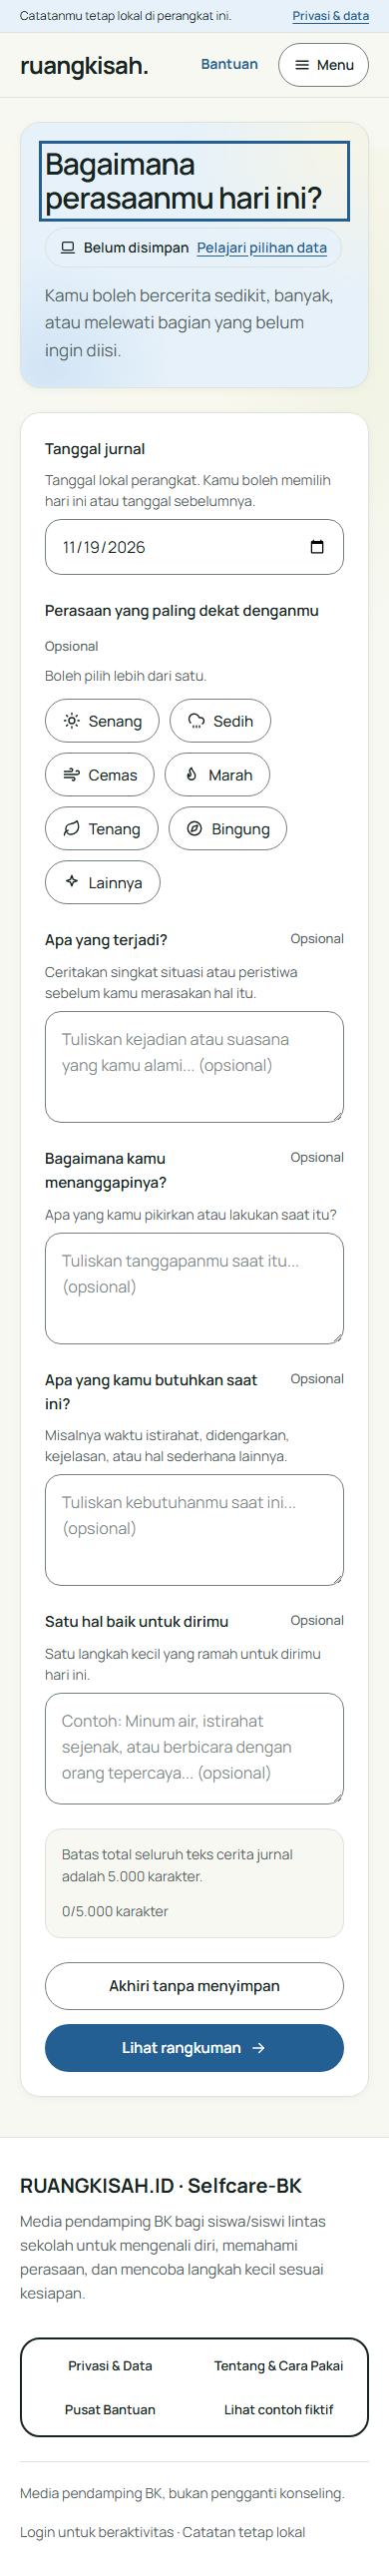 Catatanmu tetap lokal di perangkat ini. Privasi & data
ruangkisah. Bantuan Menu
Bagaimana
perasaanmu hari ini?
Belum disimpan Pelajari pilihan data
Kamu boleh bercerita sedikit, banyak,
atau melewati bagian yang belum
ingin diisi.
Tanggal jurnal
Tanggal lokal perangkat. Kamu boleh memilih
hari ini atau tanggal sebelumnya.
11/19/2026
Perasaan yang paling dekat denganmu
Opsional
Boleh pilih lebih dari satu.
Senang Sedih
Cemas Marah
Tenang Bingung
Lainnya
Apa yang terjadi? Opsional
Ceritakan singkat situasi atau peristiwa
sebelum kamu merasakan hal itu.
Tuliskan kejadian atau suasana
yang kamu alami... (opsional)
Bagaimana kamu Opsional
menanggapinya?
Apa yang kamu pikirkan atau lakukan saat itu?
Tuliskan tanggapanmu saat itu...
(opsional)
Apa yang kamu butuhkan saat Opsional
ini?
Misalnya waktu istirahat, didengarkan,
kejelasan, atau hal sederhana lainnya.
Tuliskan kebutuhanmu saat ini...
(opsional)
Satu hal baik untuk dirimu Opsional
Satu langkah kecil yang ramah untuk dirimu
hari ini.
Contoh: Minum air, istirahat
sejenak, atau berbicara dengan
orang tepercaya... (opsional)
Batas total seluruh teks cerita jurnal
adalah 5.000 karakter.
0/5.000 karakter
Akhiri tanpa menyimpan
Lihat rangkuman →
RUANGKISAH.ID · Selfcare-BK
Media pendamping BK bagi siswa/siswi lintas
sekolah untuk mengenali diri, memahami
perasaan, dan mencoba langkah kecil sesuai
kesiapan.
Privasi & Data Tentang & Cara Pakai
Pusat Bantuan Lihat contoh fiktif
Media pendamping BK, bukan pengganti konseling.
Login untuk beraktivitas · Catatan tetap lokal